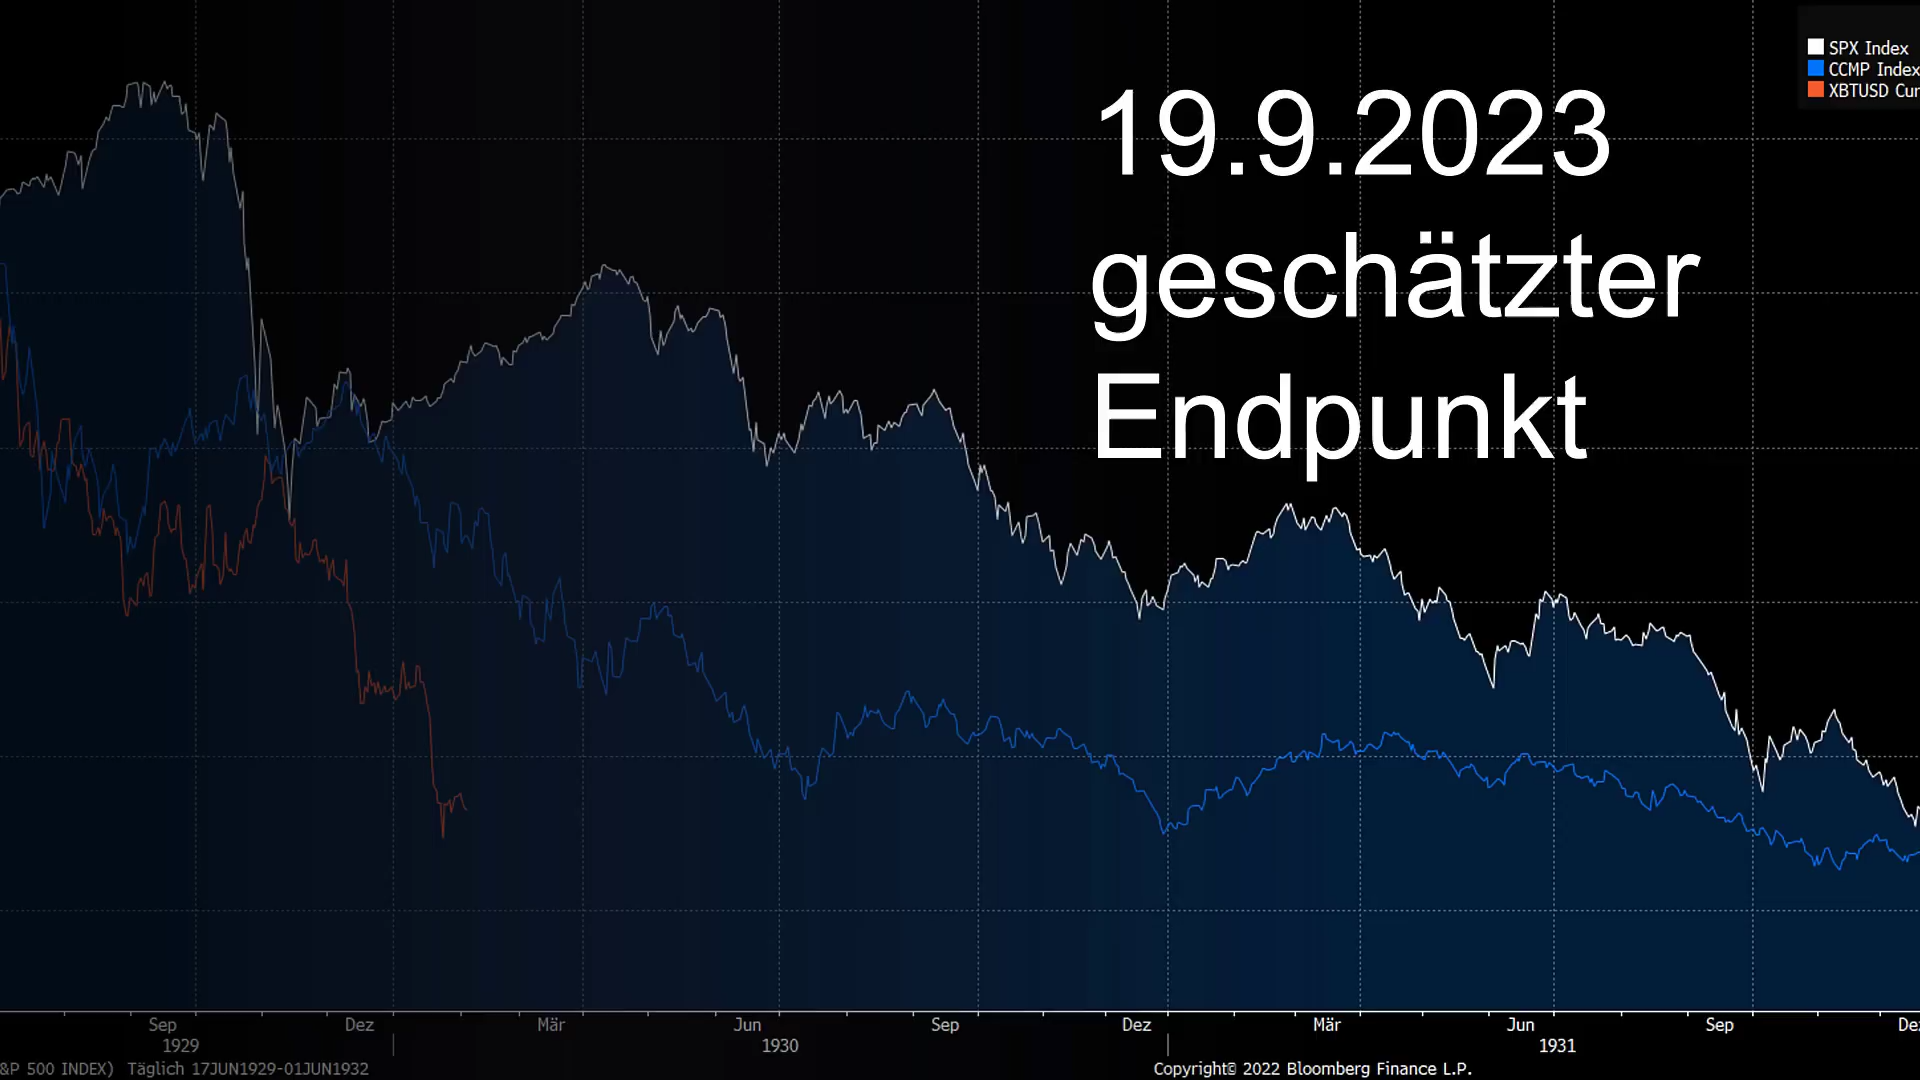 SPX Index
CCMP Index
XBTUSD Cur
19.9.2023
geschätzter
Endpunkt
Sep Dez Mär Jun Sep Dez Mär Jun Sep De
1929 1930 1931
&P 500 INDEX) Täglich 17JUN1929-01JUN1932 Copyright© 2022 Bloomberg Finance L.P.